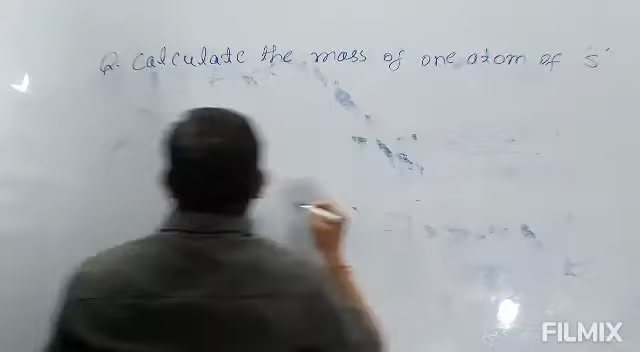 Q. Calculate the mass of one atom of 's'
FILMIX